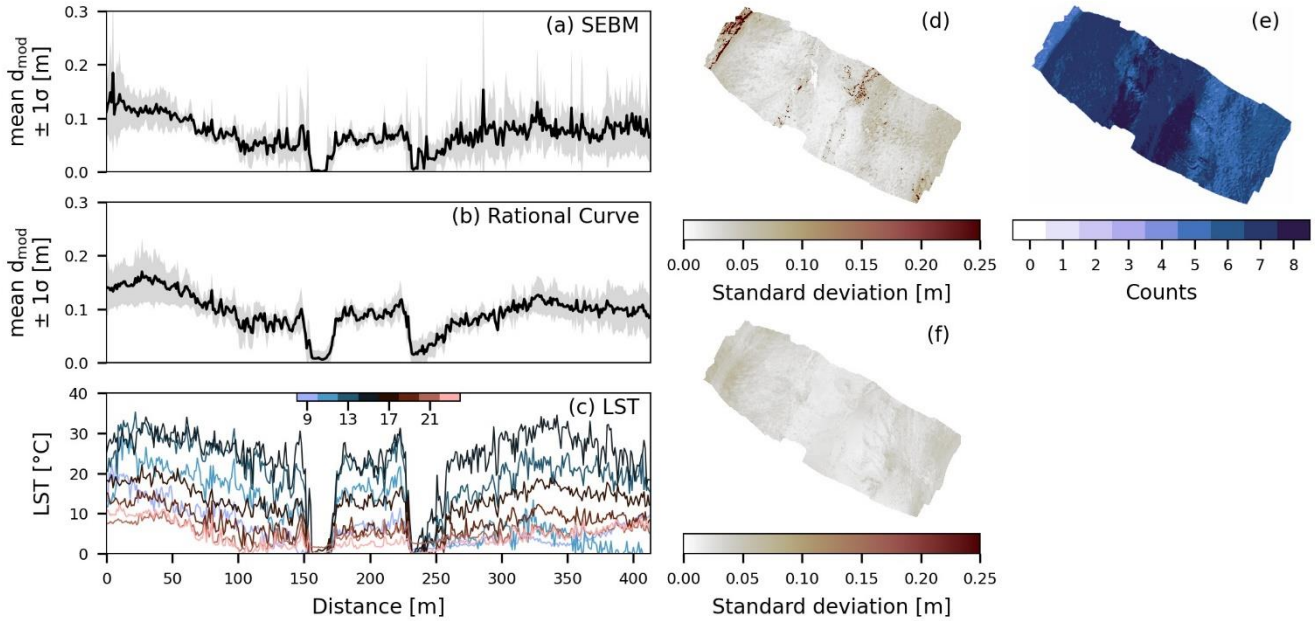 (a) SEBM
mean d_mod
± 1σ [m]
0.3
0.2
0.1
0.0
(b) Rational Curve
mean d_mod
± 1σ [m]
0.3
0.2
0.1
0.0
(c) LST
9 13 17 21
LST [°C]
40
30
20
10
0
0 50 100 150 200 250 300 350 400
Distance [m]
(d)
0.00 0.05 0.10 0.15 0.20 0.25
Standard deviation [m]
(e)
0 1 2 3 4 5 6 7 8
Counts
(f)
0.00 0.05 0.10 0.15 0.20 0.25
Standard deviation [m]